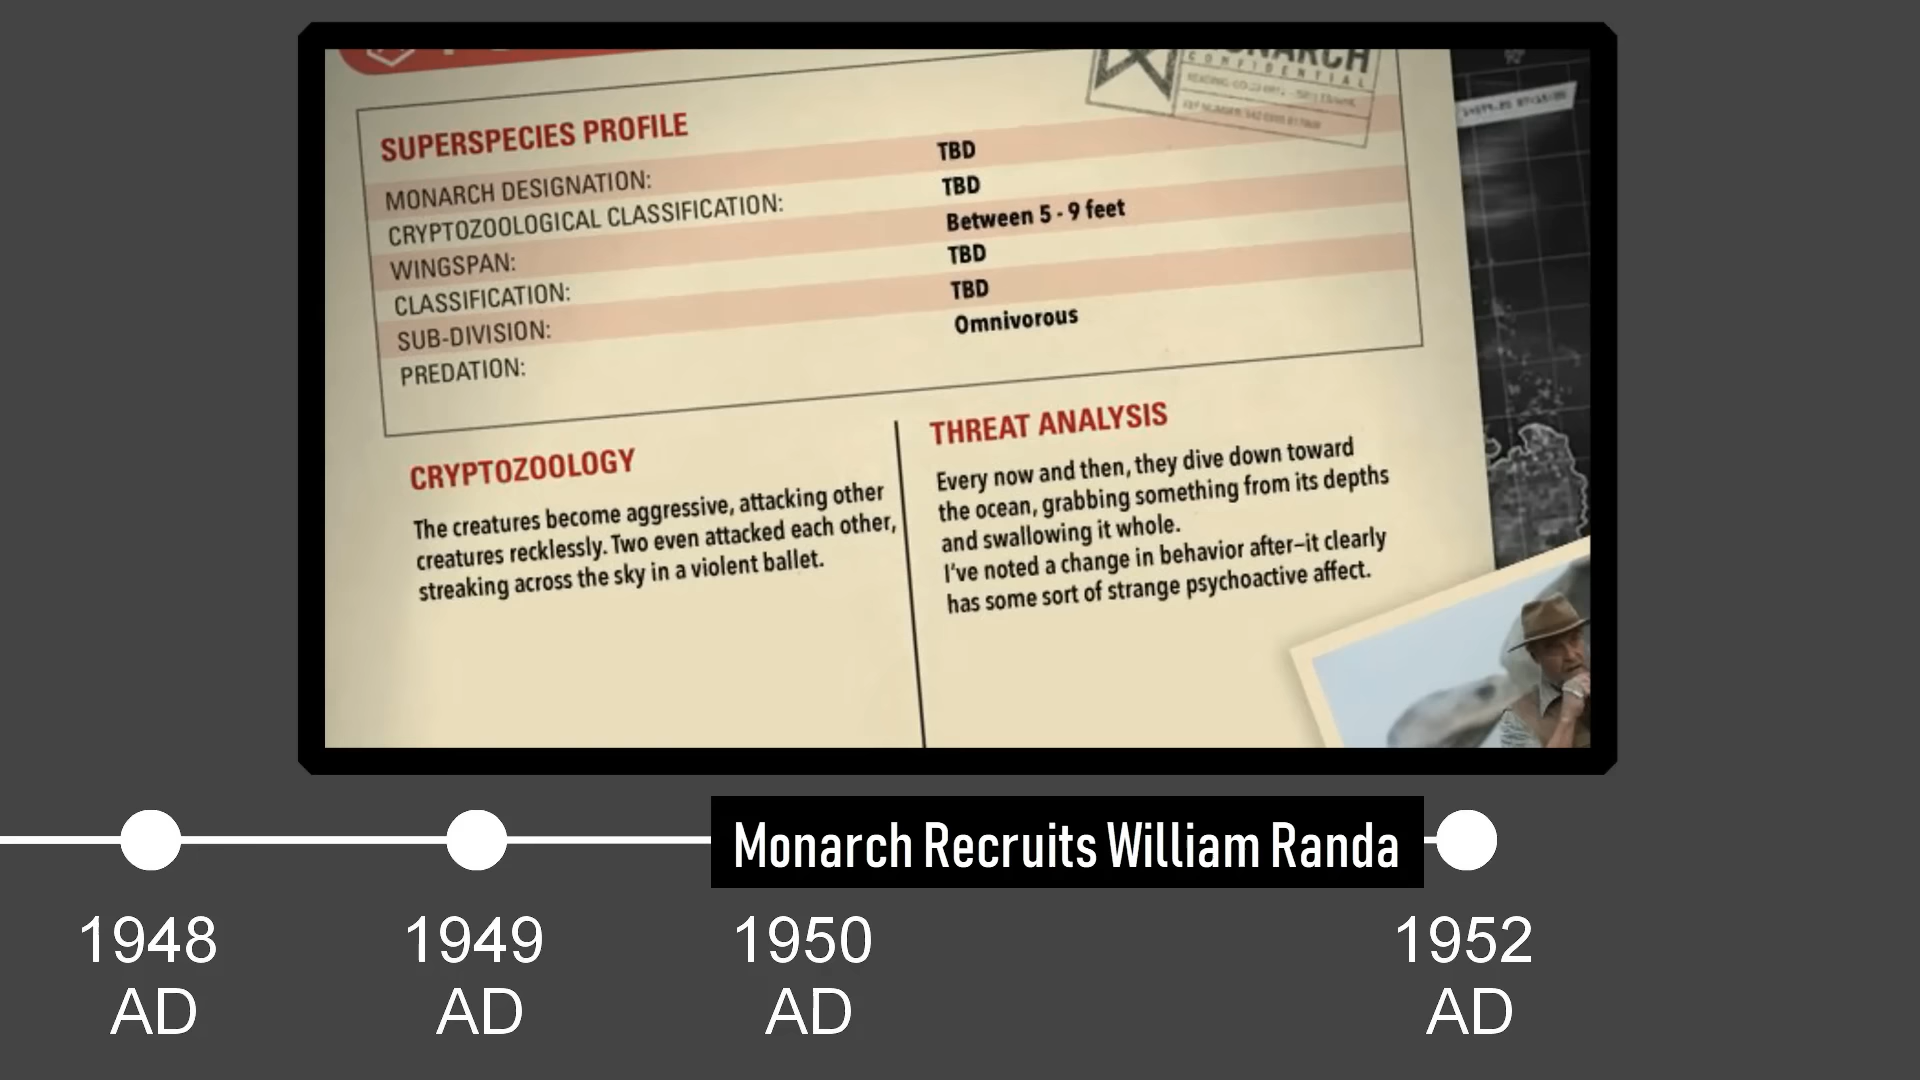 MONARCH
CONFIDENTIAL
SUPERSPECIES PROFILE
MONARCH DESIGNATION: TBD
CRYPTOZOOLOGICAL CLASSIFICATION: TBD
WINGSPAN: Between 5 - 9 feet
CLASSIFICATION: TBD
SUB-DIVISION: TBD
PREDATION: Omnivorous
CRYPTOZOOLOGY
The creatures become aggressive, attacking other
creatures recklessly. Two even attacked each other,
streaking across the sky in a violent ballet.
THREAT ANALYSIS
Every now and then, they dive down toward
the ocean, grabbing something from its depths
and swallowing it whole.
I've noted a change in behavior after–it clearly
has some sort of strange psychoactive affect.
Monarch Recruits William Randa
1948
AD
1949
AD
1950
AD
1952
AD